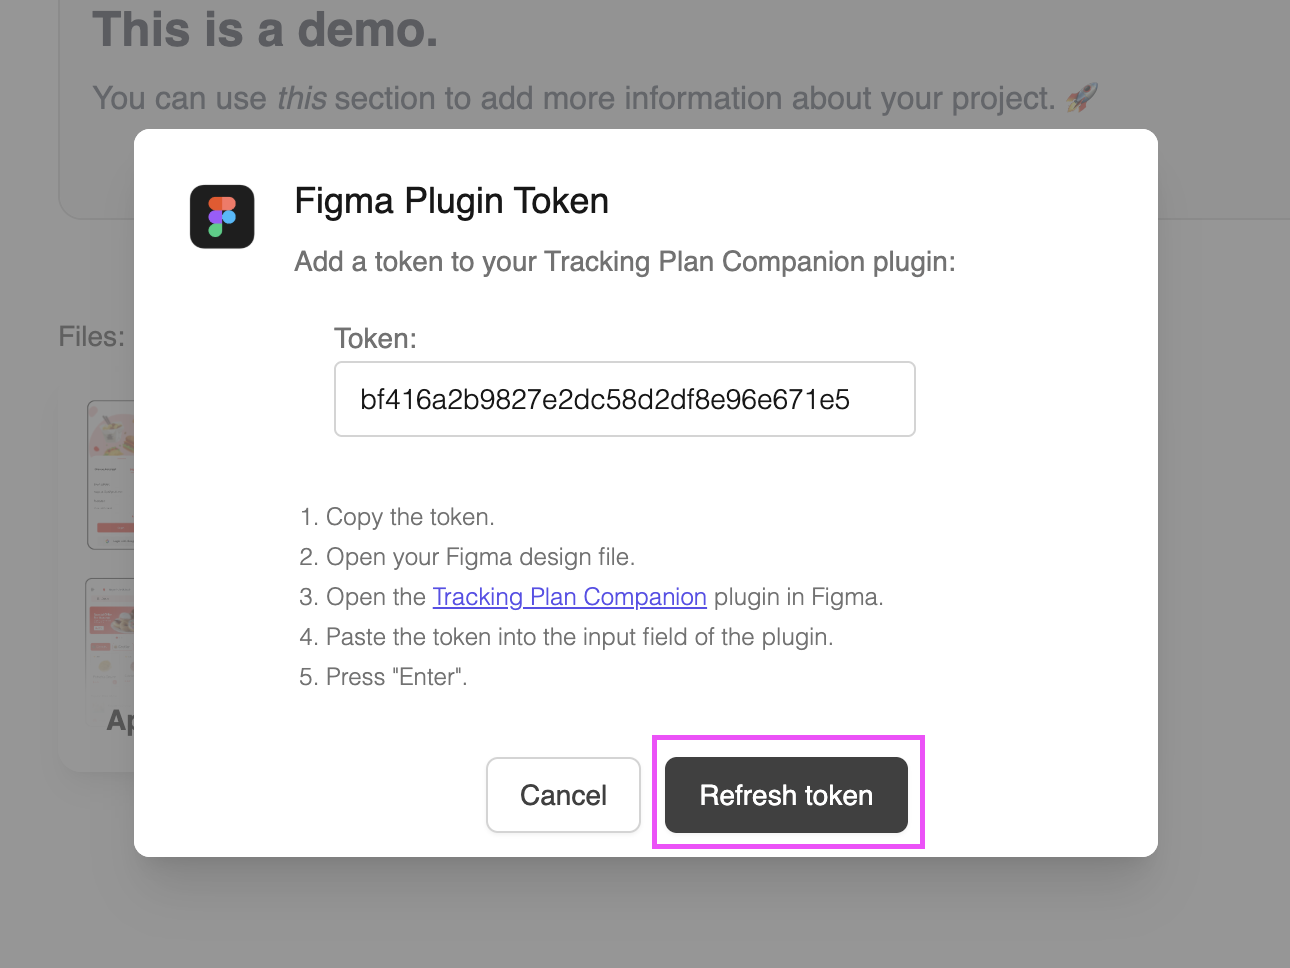 This is a demo.
You can use this section to add more information about your project. 🚀
Figma Plugin Token
Add a token to your Tracking Plan Companion plugin:
Token:
bf416a2b9827e2dc58d2df8e96e671e5
Files:
1. Copy the token.
2. Open your Figma design file.
3. Open the Tracking Plan Companion plugin in Figma.
4. Paste the token into the input field of the plugin.
5. Press "Enter".
Cancel
Refresh token